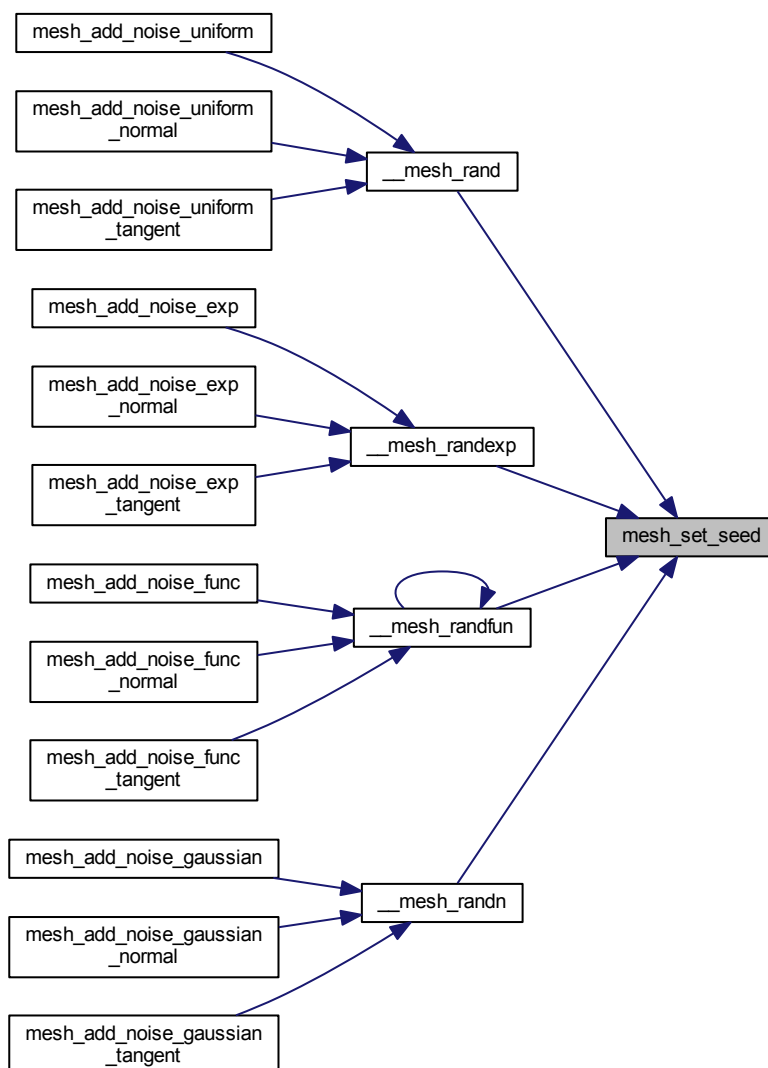 mesh_add_noise_uniform
mesh_add_noise_uniform
_normal
__mesh_rand
mesh_add_noise_uniform
_tangent
mesh_add_noise_exp
mesh_add_noise_exp
_normal
__mesh_randexp
mesh_add_noise_exp
_tangent
mesh_set_seed
mesh_add_noise_func
__mesh_randfun
mesh_add_noise_func
_normal
mesh_add_noise_func
_tangent
mesh_add_noise_gaussian
__mesh_randn
mesh_add_noise_gaussian
_normal
mesh_add_noise_gaussian
_tangent